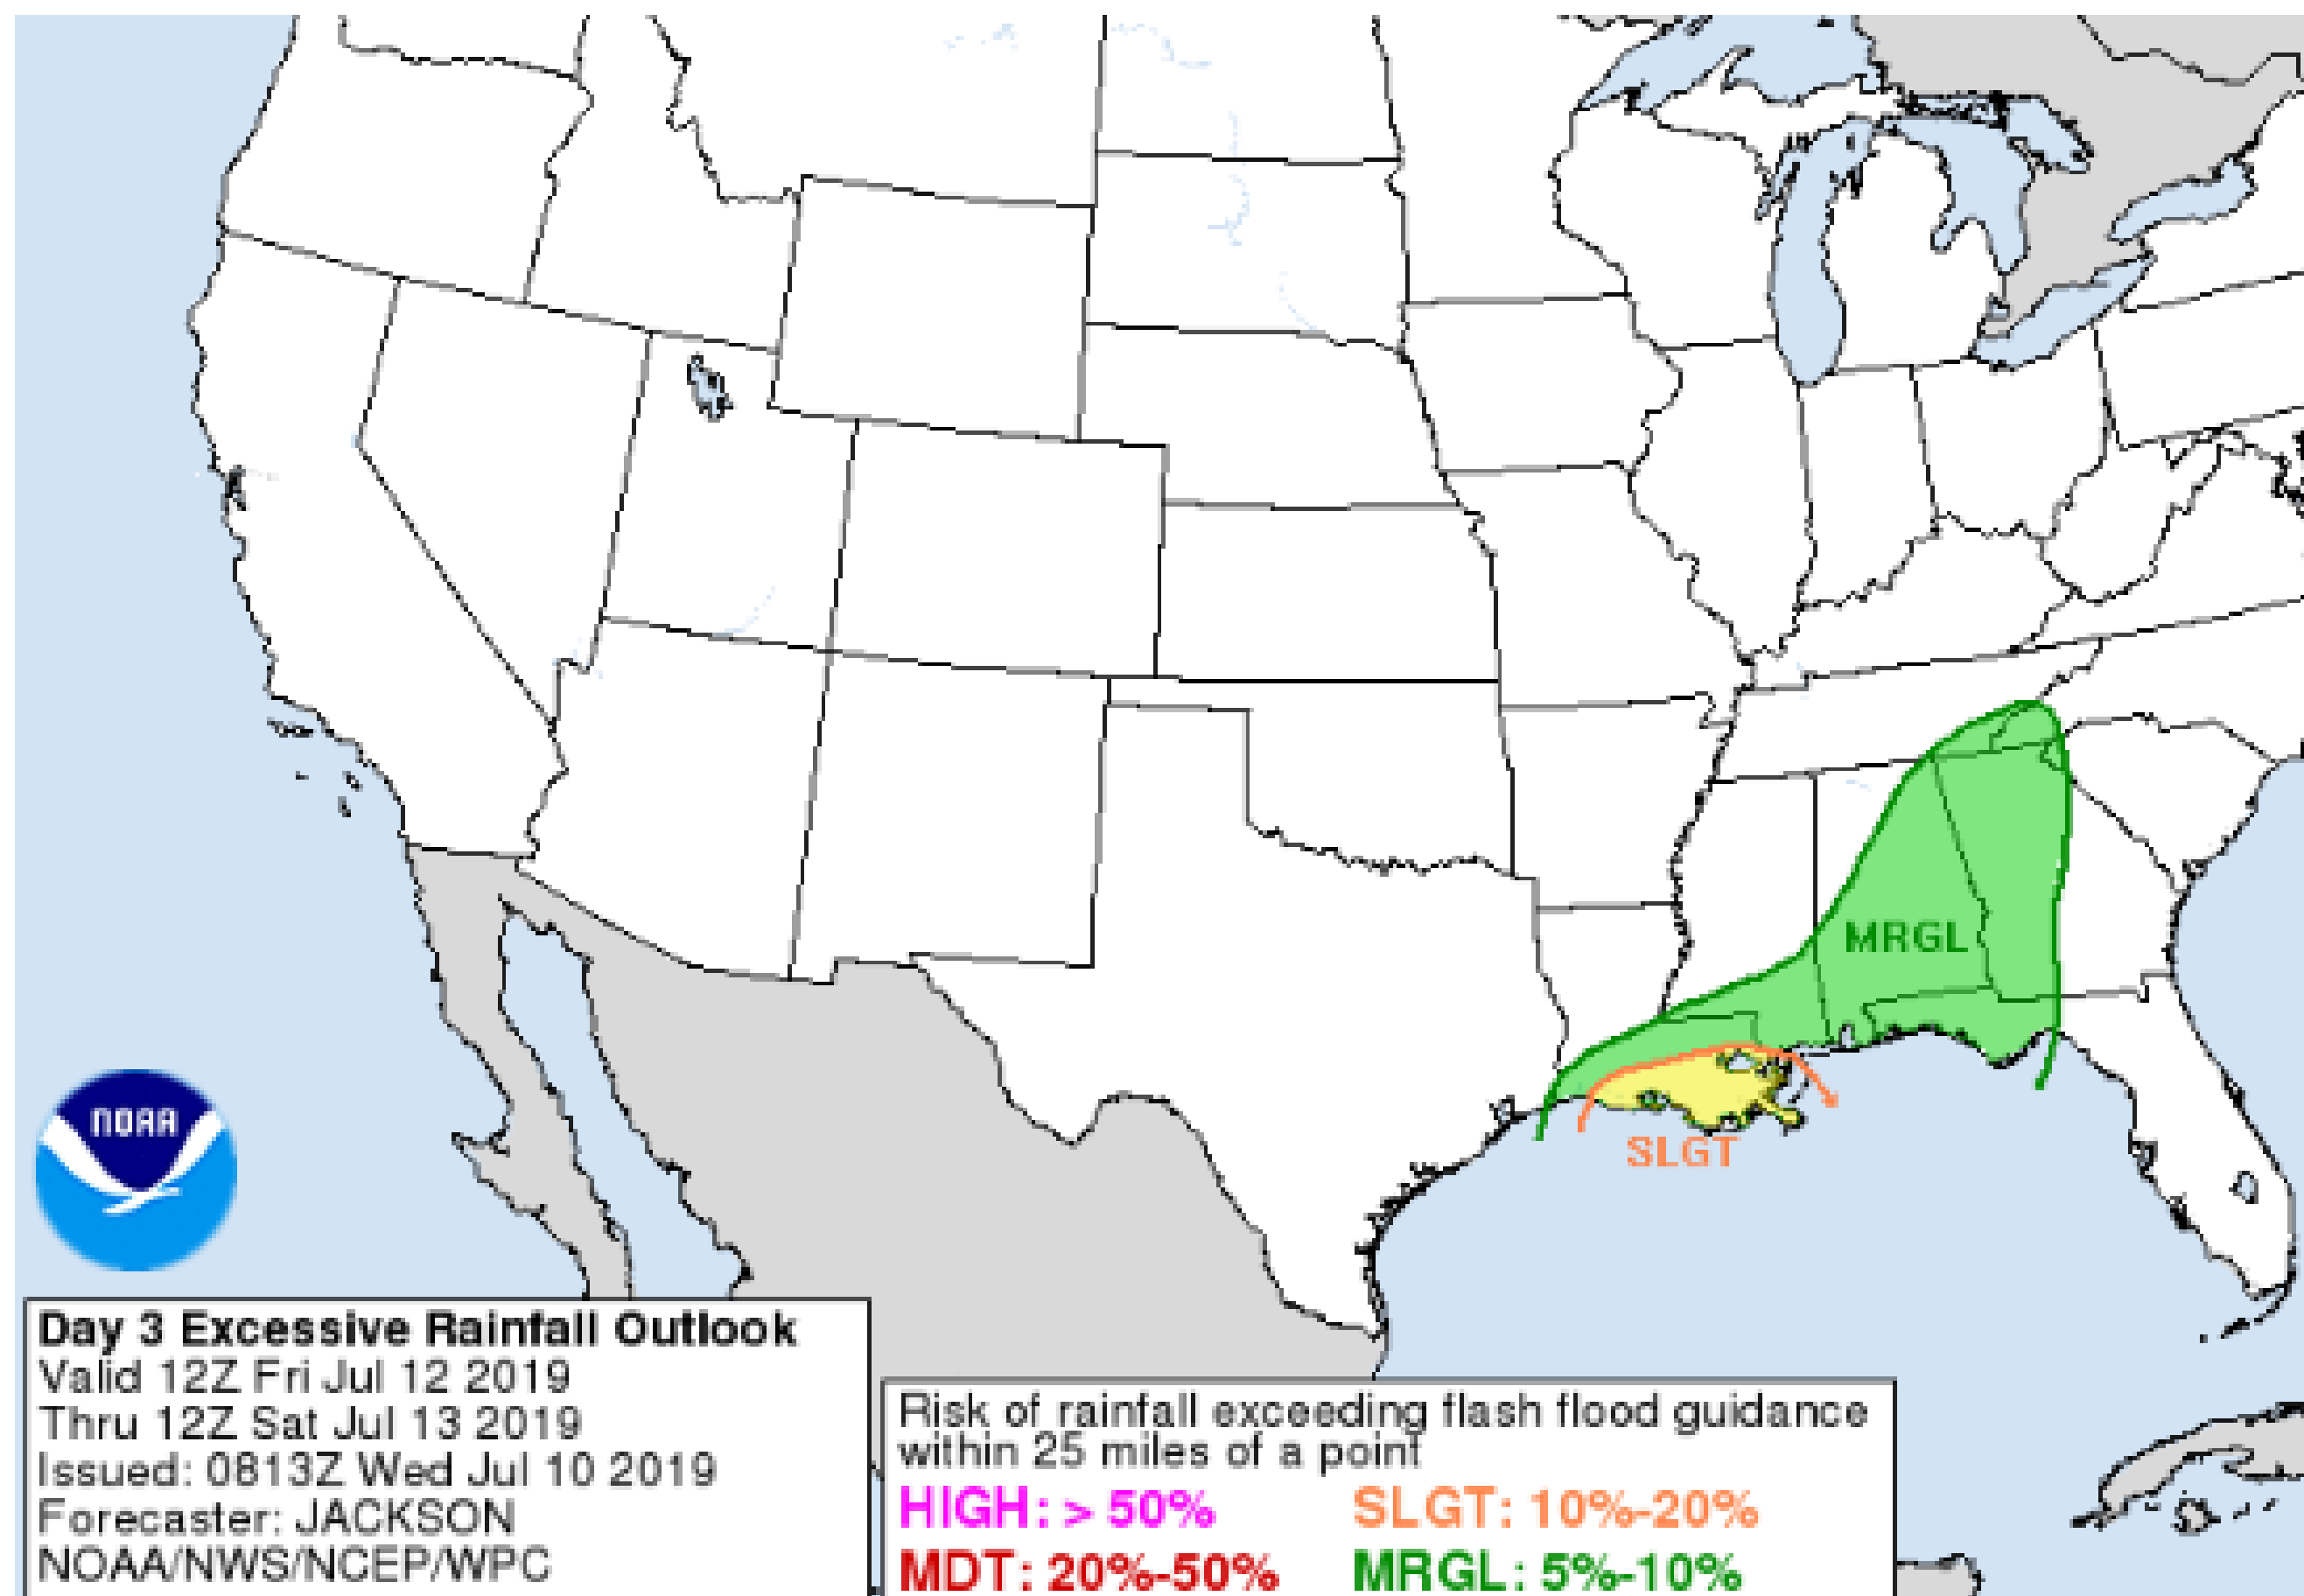 MRGL
SLGT
NOAA
Day 3 Excessive Rainfall Outlook
Valid 12Z Fri Jul 12 2019
Thru 12Z Sat Jul 13 2019
Issued: 0813Z Wed Jul 10 2019
Forecaster: JACKSON
NOAA/NWS/NCEP/WPC
Risk of rainfall exceeding flash flood guidance
within 25 miles of a point
HIGH: > 50% SLGT: 10%-20%
MDT: 20%-50% MRGL: 5%-10%